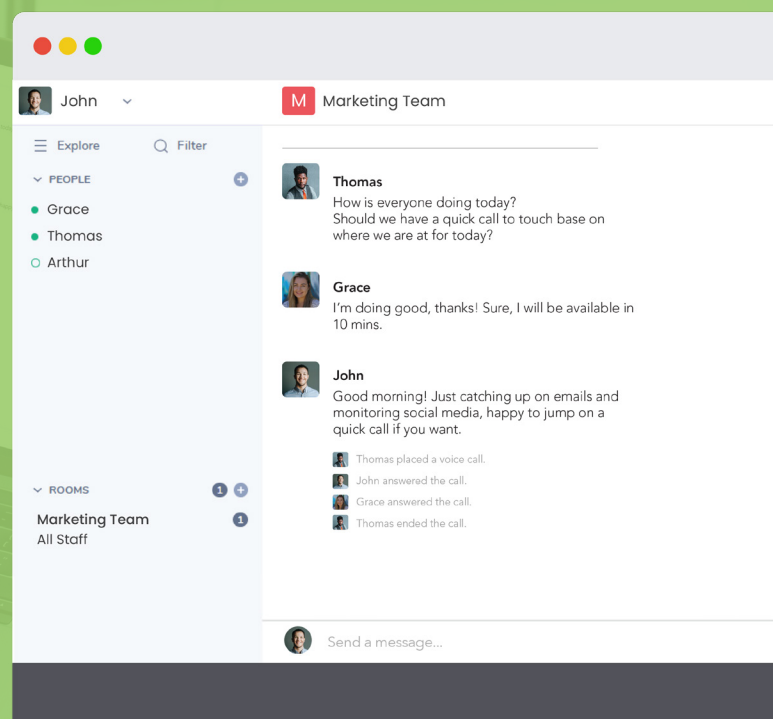 John
M Marketing Team
Explore
Filter
PEOPLE
Grace
Thomas
Arthur
ROOMS
1
Marketing Team
1
All Staff
Thomas
How is everyone doing today?
Should we have a quick call to touch base on
where we are at for today?
Grace
I'm doing good, thanks! Sure, I will be available in
10 mins.
John
Good morning! Just catching up on emails and
monitoring social media, happy to jump on a
quick call if you want.
Thomas placed a voice call.
John answered the call.
Grace answered the call.
Thomas ended the call.
Send a message...